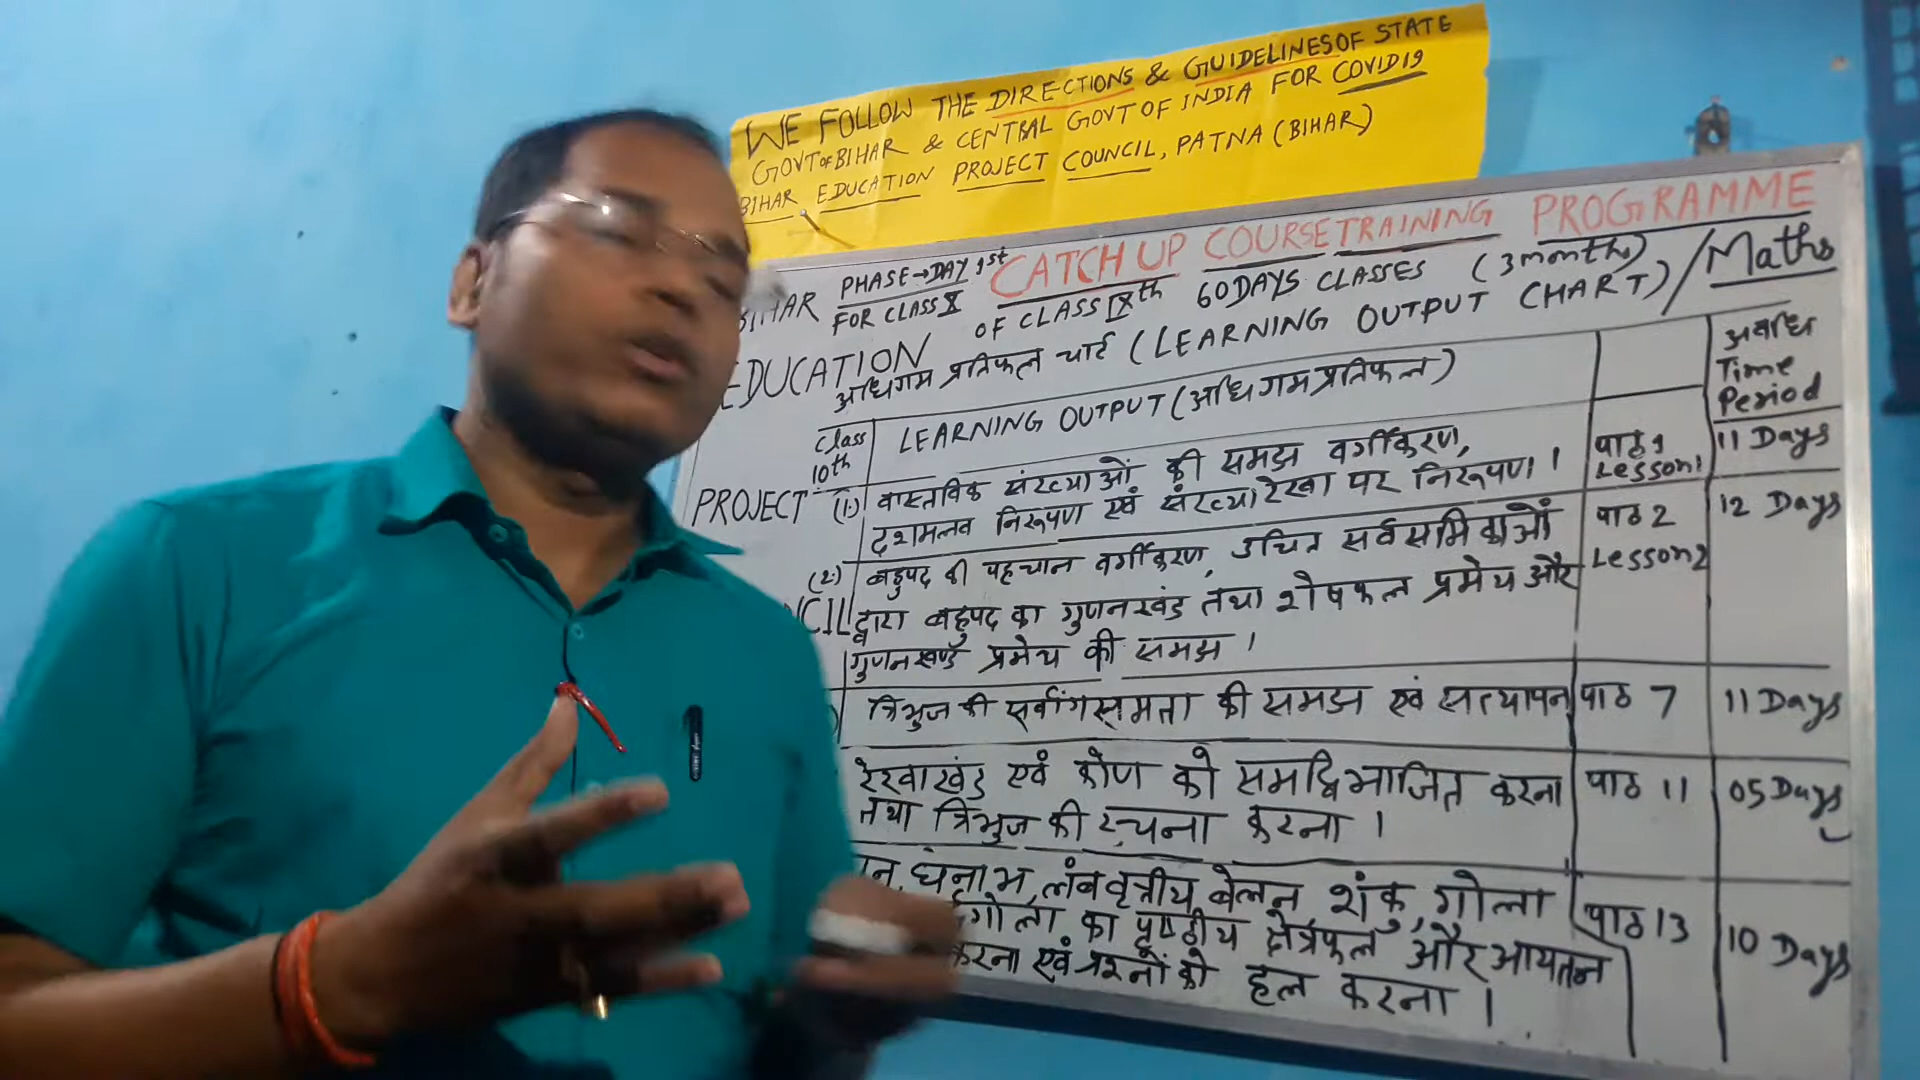 WE FOLLOW THE DIRECTIONS & GUIDELINES OF STATE
GOVT OF BIHAR & CENTRAL GOVT OF INDIA FOR COVID19
BIHAR EDUCATION PROJECT COUNCIL, PATNA (BIHAR)
CATCH UP COURSE TRAINING PROGRAMME
BIHAR PHASE→DAY 1st
FOR CLASS X
OF CLASS IXth 60DAYS CLASSES (3 month) / Maths
EDUCATION
अधिगम प्रतिफल चार्ट (LEARNING OUTPUT CHART)
Class 10th
LEARNING OUTPUT (अधिगम प्रतिफल)
अवधि
Time
Period
PROJECT
(1) वास्तविक संख्याओं की समझ वर्गीकरण,
दशमलव निरूपण एवं संख्या रेखा पर निरूपण।
पाठ 1
Lesson1
11 Days
(2) बहुपद की पहचान वर्गीकरण, उचित सर्वसमिकाओं
CIL द्वारा बहुपद का गुणनखंड तथा शेषफल प्रमेय और
गुणनखण्ड प्रमेय की समझ।
पाठ 2
Lesson2
12 Days
त्रिभुज की सर्वांगसमता की समझ एवं सत्यापन
पाठ 7
11 Days
रेखाखंड एवं कोण को समद्विभाजित करना
तथा त्रिभुज की रचना करना।
पाठ 11
05 Days
घनाभ, लंबवृत्तीय बेलन, शंकु, गोला
गोला का पृष्ठीय क्षेत्रफल और आयतन
करना एवं प्रश्नों को हल करना।
पाठ 13
10 Days